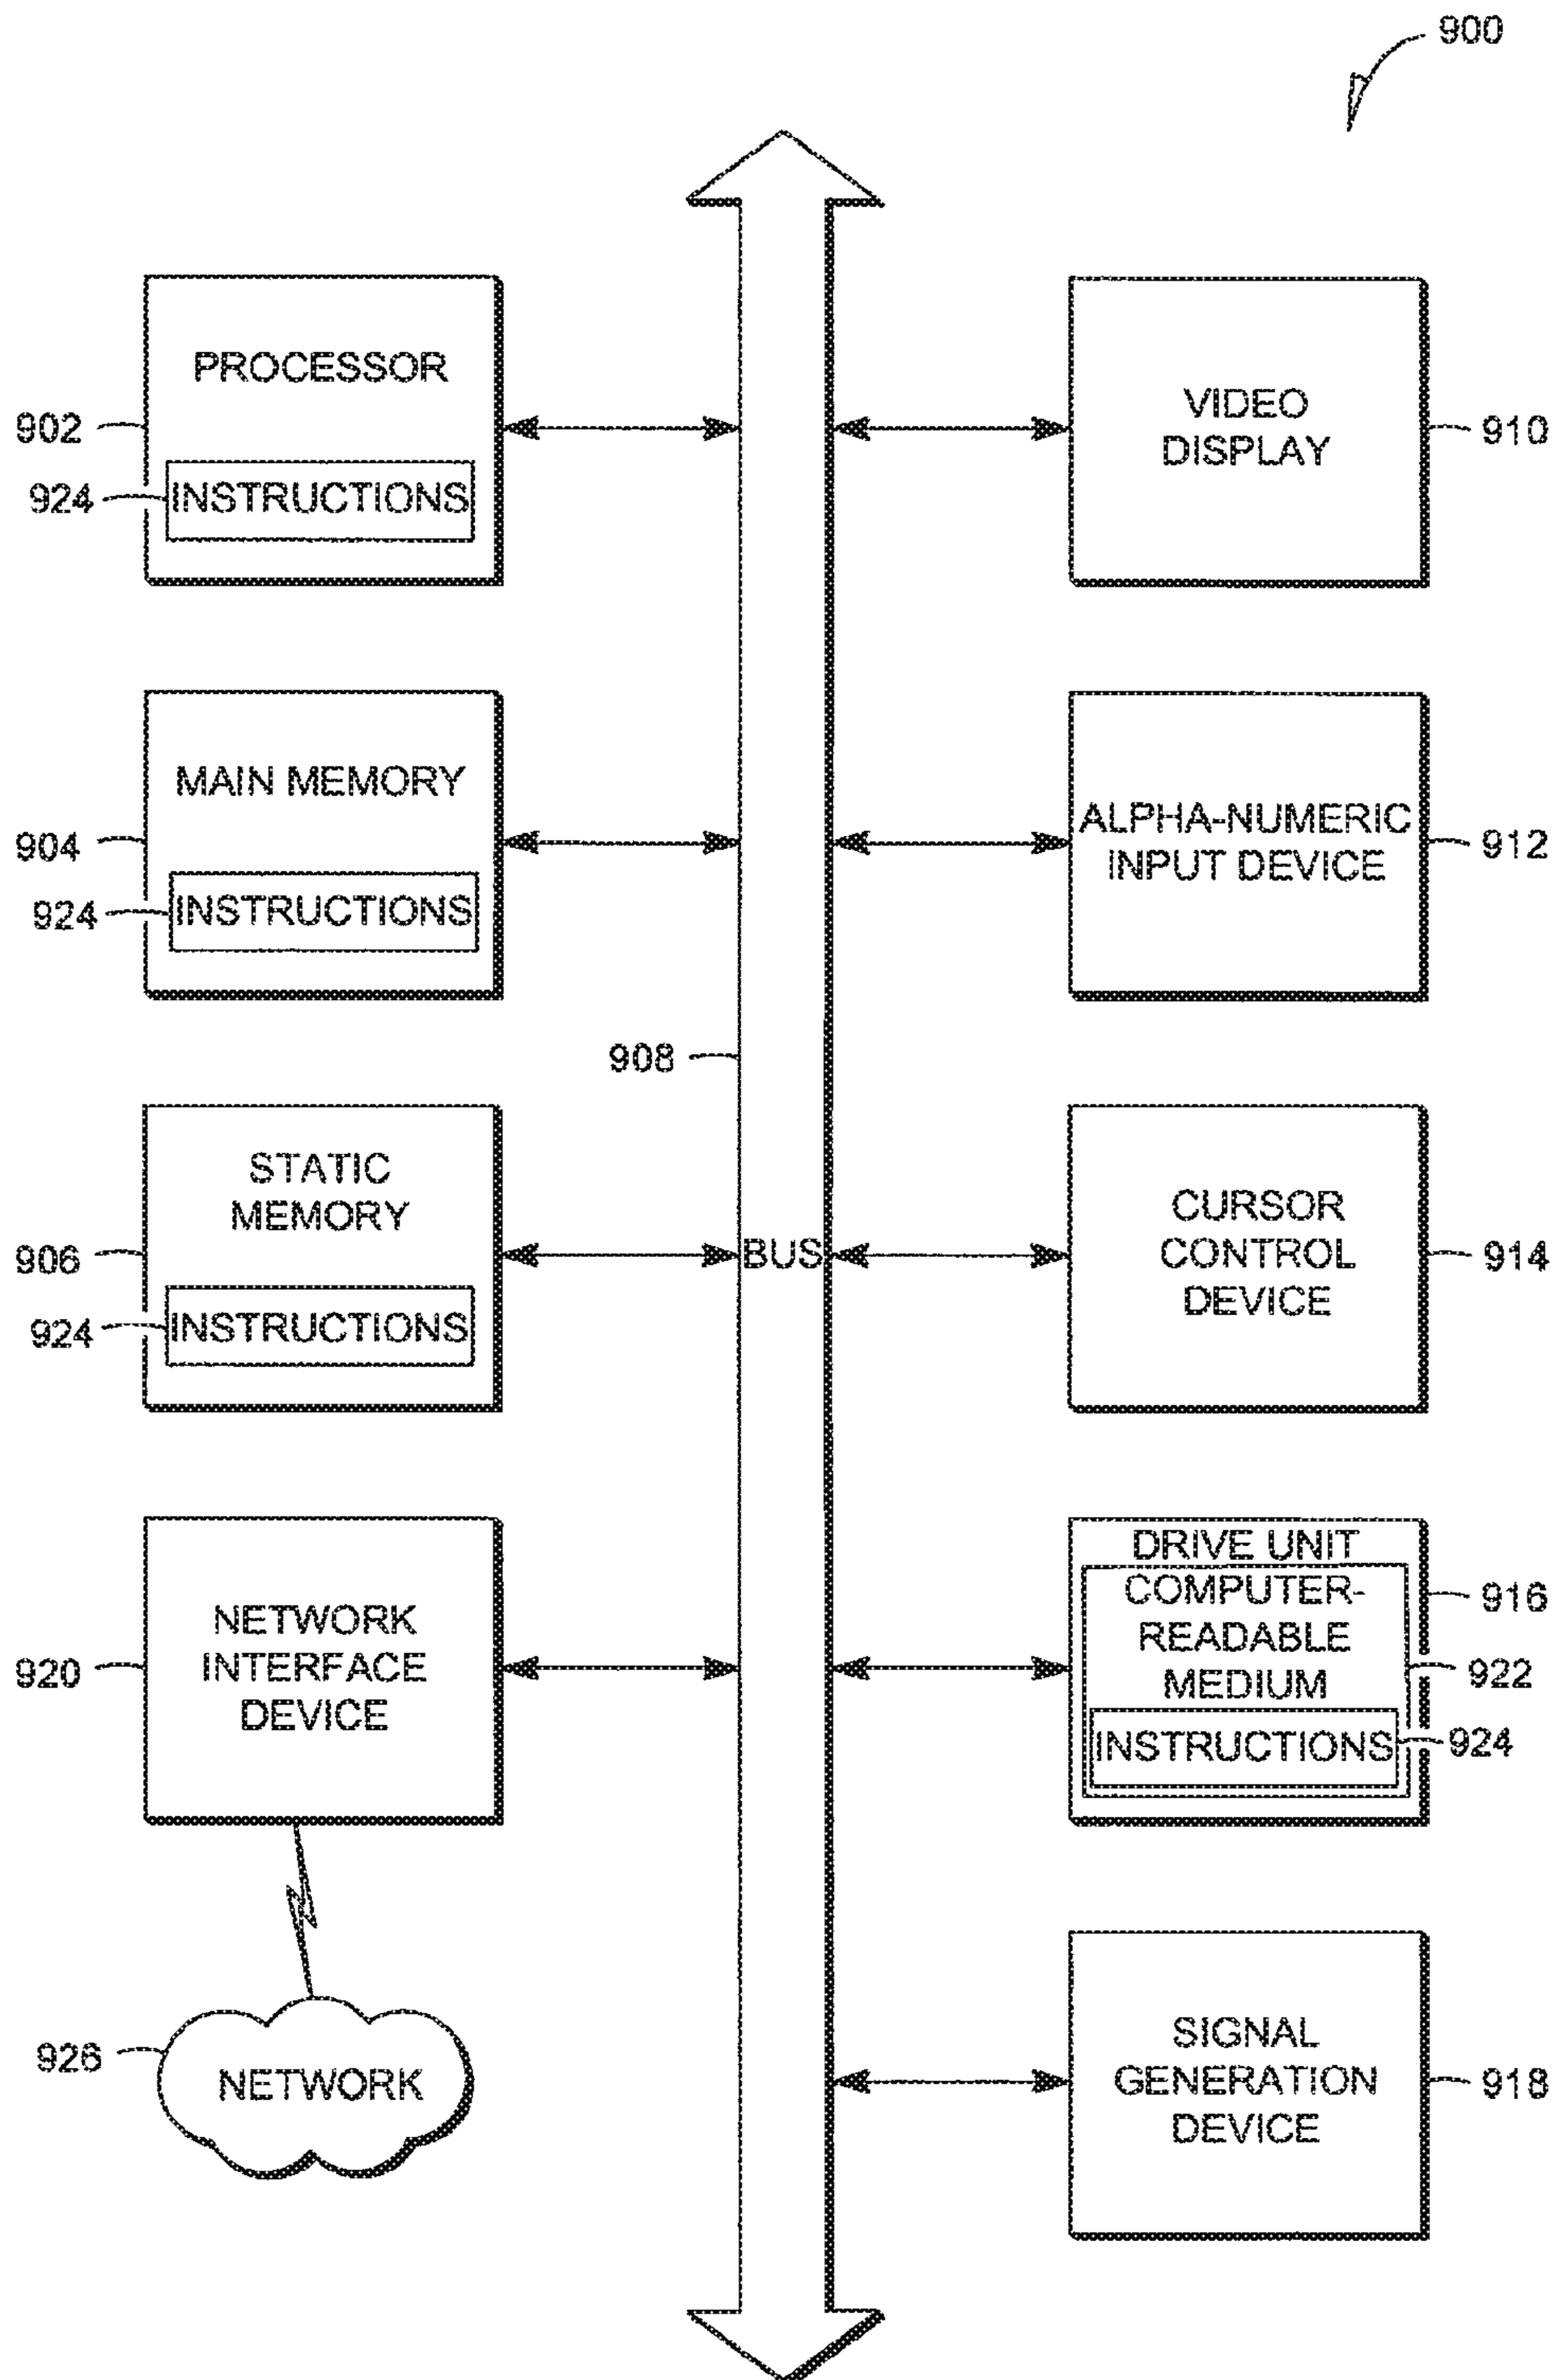 900
PROCESSOR
902
924
INSTRUCTIONS
VIDEO
DISPLAY
910
MAIN MEMORY
904
924
INSTRUCTIONS
ALPHA-NUMERIC
INPUT DEVICE
912
908
BUS
STATIC
MEMORY
906
924
INSTRUCTIONS
CURSOR
CONTROL
DEVICE
914
NETWORK
INTERFACE
DEVICE
920
DRIVE UNIT
COMPUTER-
READABLE
MEDIUM
INSTRUCTIONS
916
922
924
926
NETWORK
SIGNAL
GENERATION
DEVICE
918